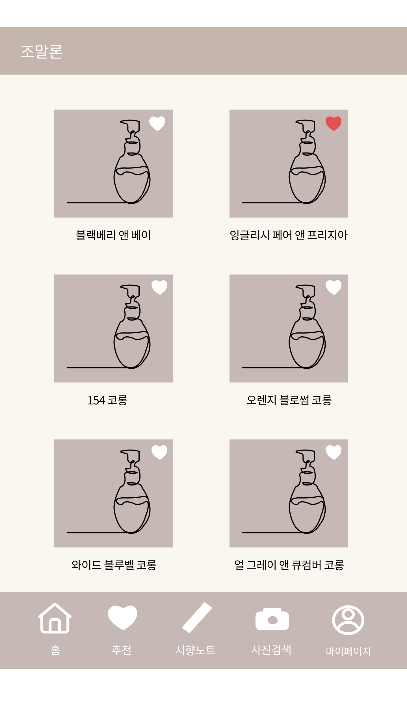 조말론
블랙베리 앤 베이
잉글리시 페어 앤 프리지아
154 코롱
오렌지 블로썸 코롱
와이드 블루벨 코롱
얼 그레이 앤 큐컴버 코롱
홈
추천
시향노트
사진검색
마이페이지